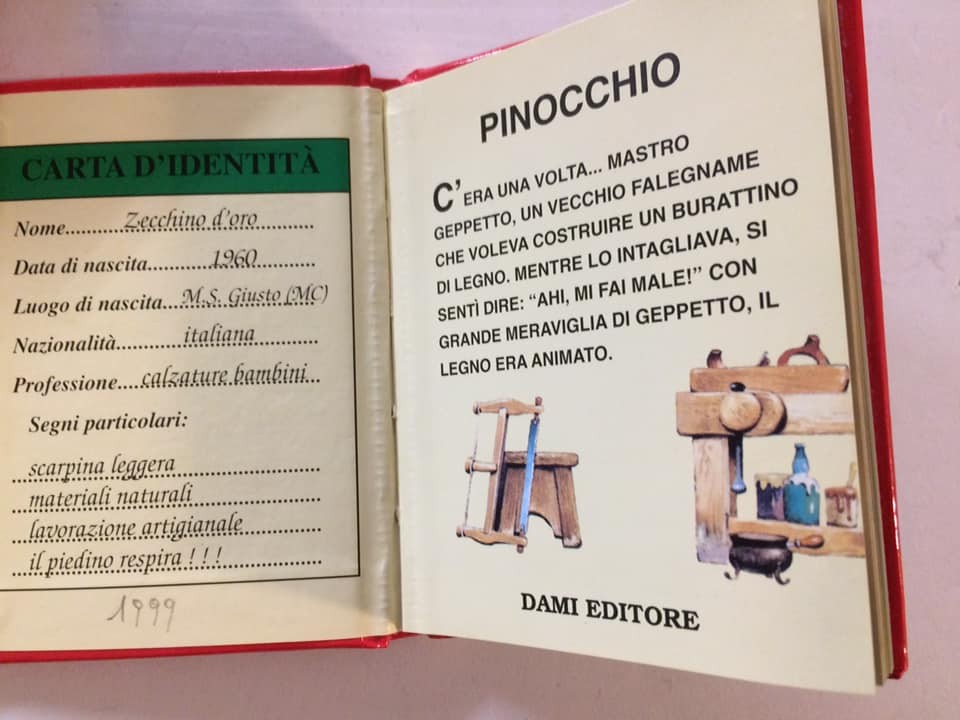 CARTA D'IDENTITÀ
Nome....Zecchino d'oro
Data di nascita....1960
Luogo di nascita...M.S. Giusto (MC)
Nazionalità....italiana
Professione....calzature bambini
Segni particolari:
scarpina leggera
materiali naturali
lavorazione artigianale
il piedino respira ! ! !
1999
PINOCCHIO
C'ERA UNA VOLTA... MASTRO
GEPPETTO, UN VECCHIO FALEGNAME
CHE VOLEVA COSTRUIRE UN BURATTINO
DI LEGNO. MENTRE LO INTAGLIAVA, SI
SENTÌ DIRE: "AHI, MI FAI MALE!" CON
GRANDE MERAVIGLIA DI GEPPETTO, IL
LEGNO ERA ANIMATO.
DAMI EDITORE